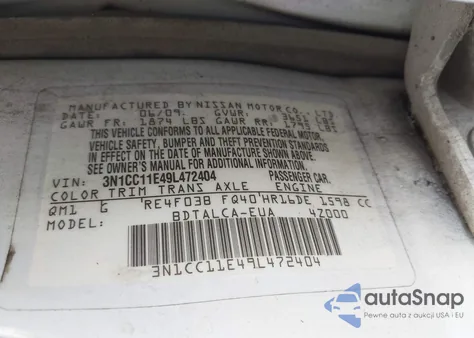 MANUFACTURED BY NISSAN MOTOR CO.
DATE: 06/09 GVWR:
GAWR FR: 1874 LBS GAWR RR:
THIS VEHICLE CONFORMS TO ALL APPLICABLE FEDERAL MOTOR
VEHICLE SAFETY, BUMPER AND THEFT PREVENTION STANDARDS
IN EFFECT ON THE DATE OF MANUFACTURE SHOWN ABOVE.
SEE OWNER'S MANUAL FOR ADDITIONAL INFORMATION
VIN: 3N1CC11E49L472404 PASSENGER CAR.
COLOR TRIM TRANS AXLE ENGINE
QM1 G RE4F03B FQ40 HR16DE 1598 CC
MODEL: BDTALCA-EUA 4Z000
3N1CC11E49L472404
autaSnap
Pewne auta z aukcji USA i EU